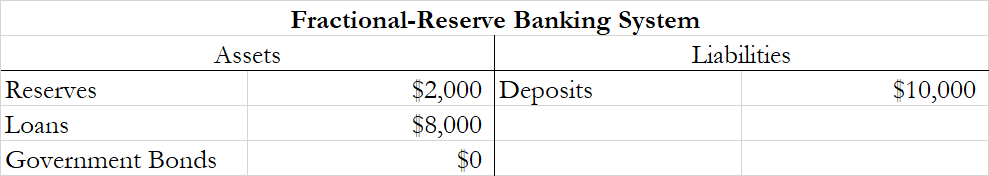 Fractional-Reserve Banking System
Assets Liabilities
Reserves $2,000 Deposits $10,000
Loans $8,000
Government Bonds $0